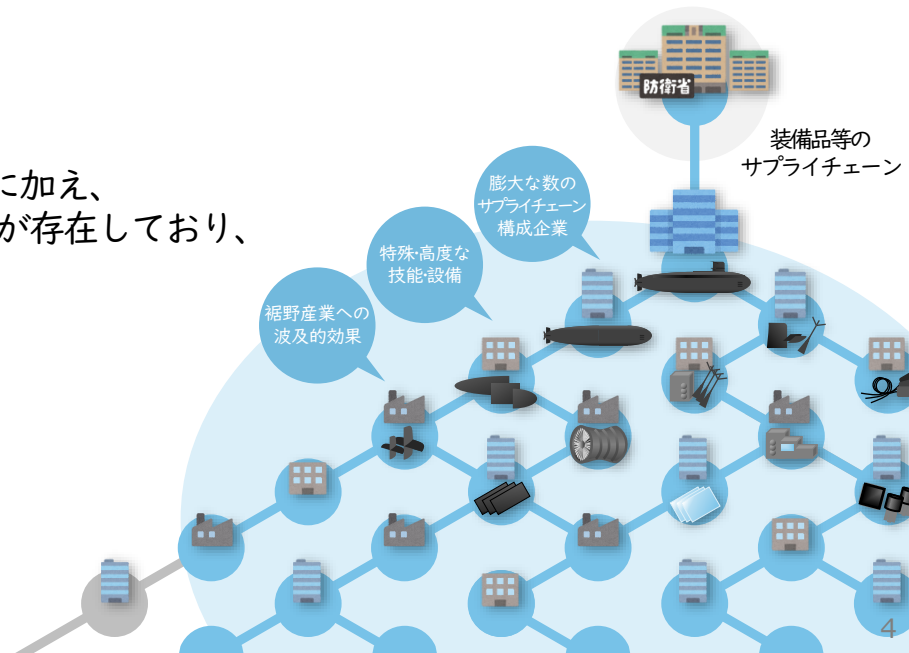 防衛省
装備品等の
サプライチェーン
に加え、
が存在しており、
膨大な数の
サプライチェーン
構成企業
特殊・高度な
技能・設備
裾野産業への
波及的効果
4